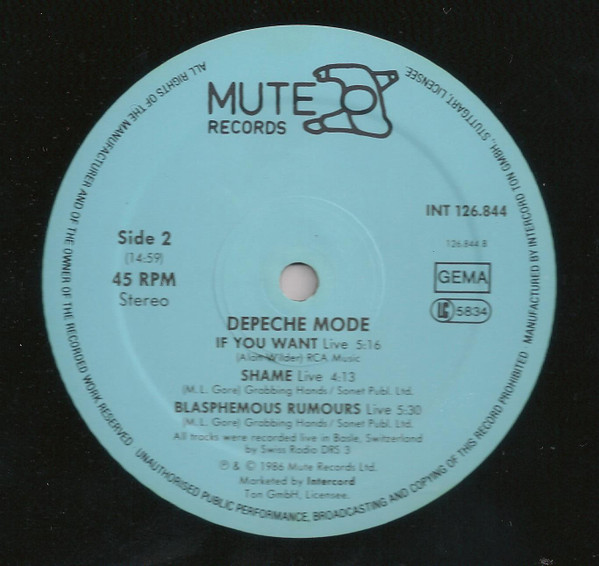 MUTE
RECORDS
INT 126.844
126.844 B
GEMA
LC 5834
Side 2
(14:59)
45 RPM
Stereo
DEPECHE MODE
IF YOU WANT Live 5:16
(Alan Wilder) RCA Music
SHAME Live 4:13
(M. L. Gore) Grabbing Hands / Sonet Publ. Ltd.
BLASPHEMOUS RUMOURS Live 5:30
(M. L. Gore) Grabbing Hands / Sonet Publ. Ltd.
All tracks were recorded live in Basle, Switzerland
by Swiss Radio DRS 3
℗ & © 1986 Mute Records Ltd.
Marketed by Intercord
Ton GmbH, Licensee.
ALL RIGHTS OF THE MANUFACTURER AND OF THE OWNER OF THE RECORDED WORK RESERVED UNAUTHORISED PUBLIC PERFORMANCE, BROADCASTING AND COPYING OF THIS RECORD PROHIBITED MANUFACTURED BY INTERCORD TON GMBH., STUTTGART, LICENSEE